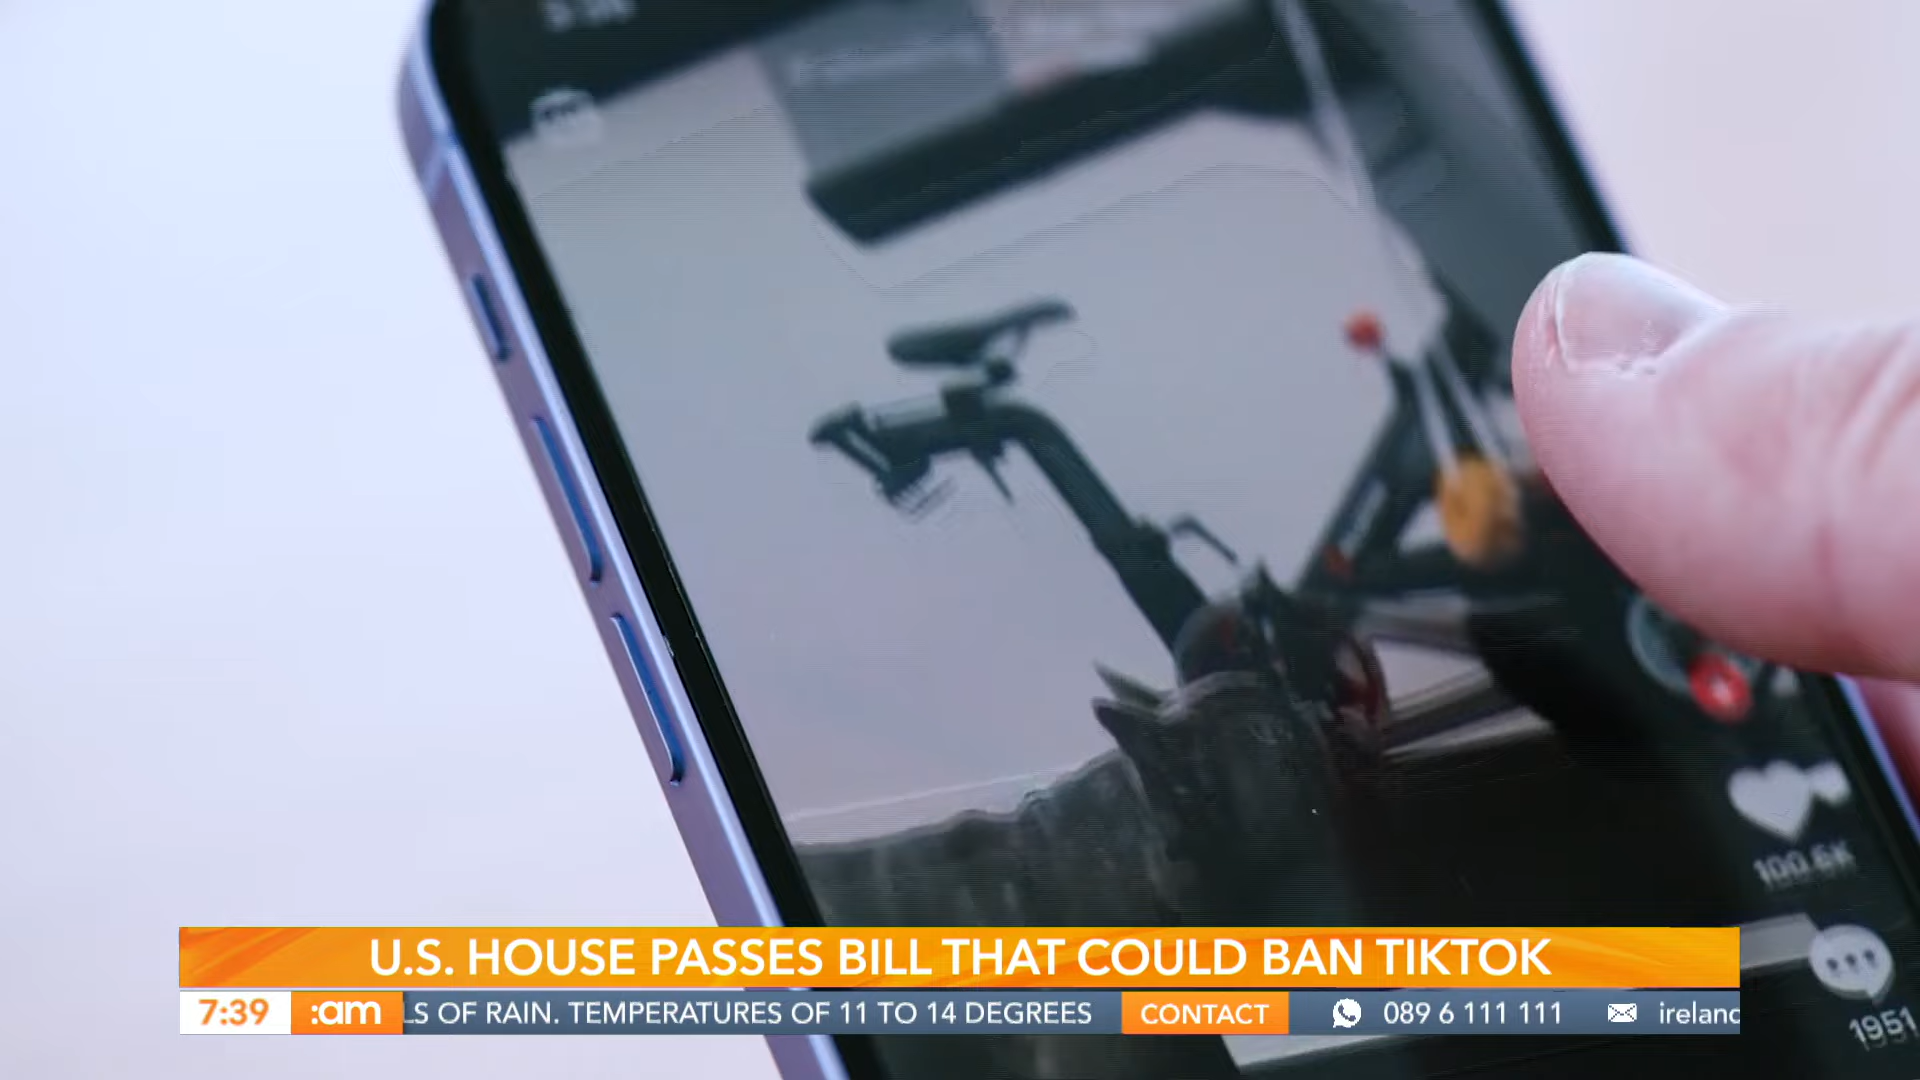 100.6K
1951
U.S. HOUSE PASSES BILL THAT COULD BAN TIKTOK
7:39 :am LS OF RAIN. TEMPERATURES OF 11 TO 14 DEGREES CONTACT 089 6 111 111 irelanc